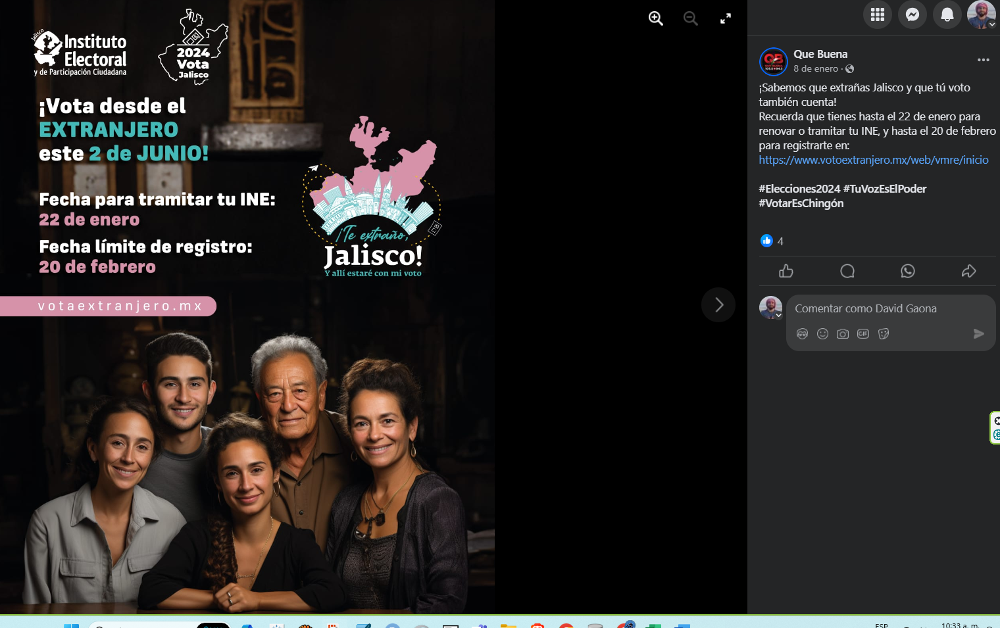 Jalisco
Instituto
Electoral
y de Participación Ciudadana
2024
Vota
Jalisco
¡Vota desde el
EXTRANJERO
este 2 de JUNIO!
Fecha para tramitar tu INE:
22 de enero
Fecha límite de registro:
20 de febrero
¡Te extraño,
Jalisco!
Y allí estaré con mi voto
votaextranjero.mx
Que Buena
8 de enero ·
¡Sabemos que extrañas Jalisco y que tú voto
también cuenta!
Recuerda que tienes hasta el 22 de enero para
renovar o tramitar tu INE, y hasta el 20 de febrero
para registrarte en:
https://www.votoextranjero.mx/web/vmre/inicio
#Elecciones2024 #TuVozEsElPoder
#VotarEsChingón
4
Comentar como David Gaona
GIF
ESP
10:33 a. m.